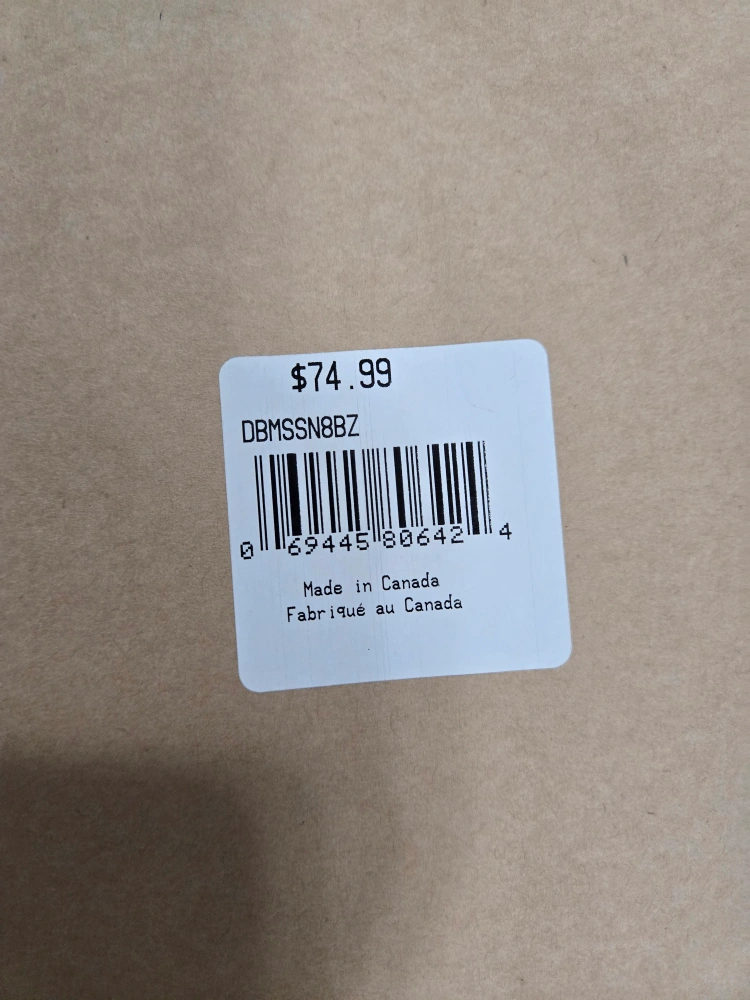 $74.99
DBMSSN8BZ
0 69445 80642 4
Made in Canada
Fabriqué au Canada